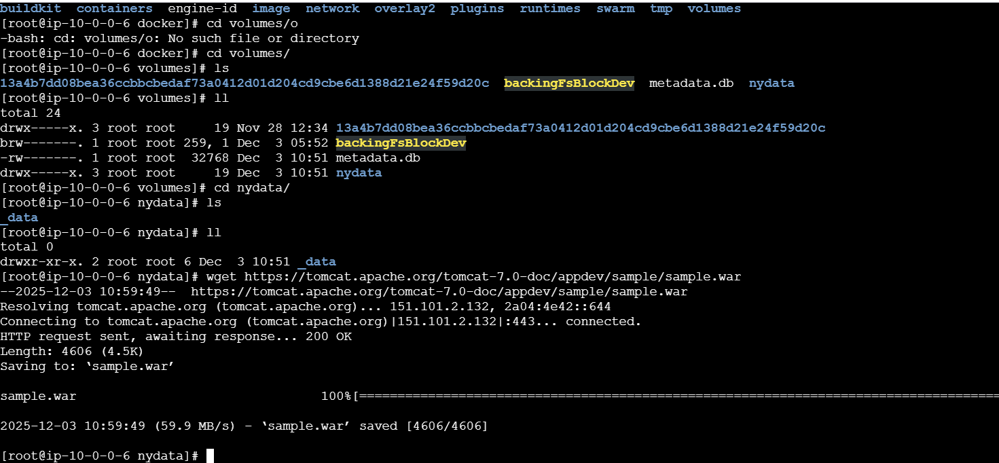 buildkit containers engine-id image network overlay2 plugins runtimes swarm tmp volumes
[root@ip-10-0-0-6 docker]# cd volumes/o
-bash: cd: volumes/o: No such file or directory
[root@ip-10-0-0-6 docker]# cd volumes/
[root@ip-10-0-0-6 volumes]# ls
13a4b7dd08bea36ccbbcbedaf73a0412d01d204cd9cbe6d1388d21e24f59d20c backingFsBlockDev metadata.db nydata
[root@ip-10-0-0-6 volumes]# ll
total 24
drwx-----x. 3 root root     19 Nov 28 12:34 13a4b7dd08bea36ccbbcbedaf73a0412d01d204cd9cbe6d1388d21e24f59d20c
brw-------. 1 root root 259, 1 Dec  3 05:52 backingFsBlockDev
-rw-------. 1 root root  32768 Dec  3 10:51 metadata.db
drwx-----x. 3 root root     19 Dec  3 10:51 nydata
[root@ip-10-0-0-6 volumes]# cd nydata/
[root@ip-10-0-0-6 nydata]# ls
_data
[root@ip-10-0-0-6 nydata]# ll
total 0
drwxr-xr-x. 2 root root 6 Dec  3 10:51 _data
[root@ip-10-0-0-6 nydata]# wget https://tomcat.apache.org/tomcat-7.0-doc/appdev/sample/sample.war
--2025-12-03 10:59:49--  https://tomcat.apache.org/tomcat-7.0-doc/appdev/sample/sample.war
Resolving tomcat.apache.org (tomcat.apache.org)... 151.101.2.132, 2a04:4e42::644
Connecting to tomcat.apache.org (tomcat.apache.org)|151.101.2.132|:443... connected.
HTTP request sent, awaiting response... 200 OK
Length: 4606 (4.5K)
Saving to: ‘sample.war’
sample.war 100%[====================================================================================
2025-12-03 10:59:49 (59.9 MB/s) - ‘sample.war’ saved [4606/4606]
[root@ip-10-0-0-6 nydata]#